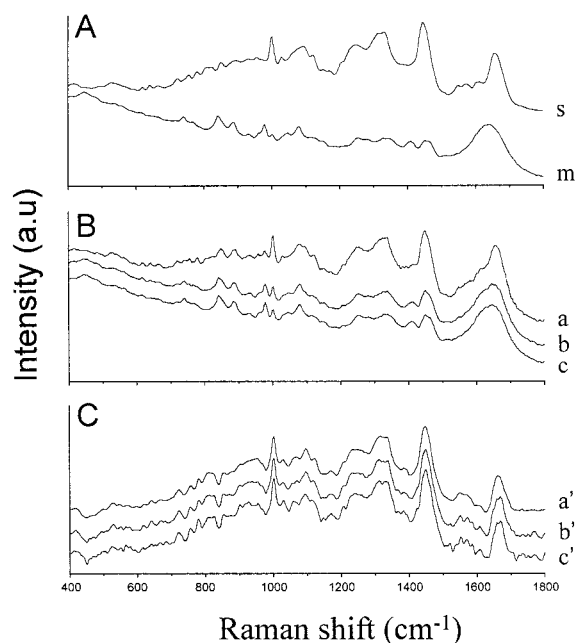 A
s
m
Intensity (a.u)
B
a
b
c
C
a'
b'
c'
400 600 800 1000 1200 1400 1600 1800
Raman shift (cm-1)